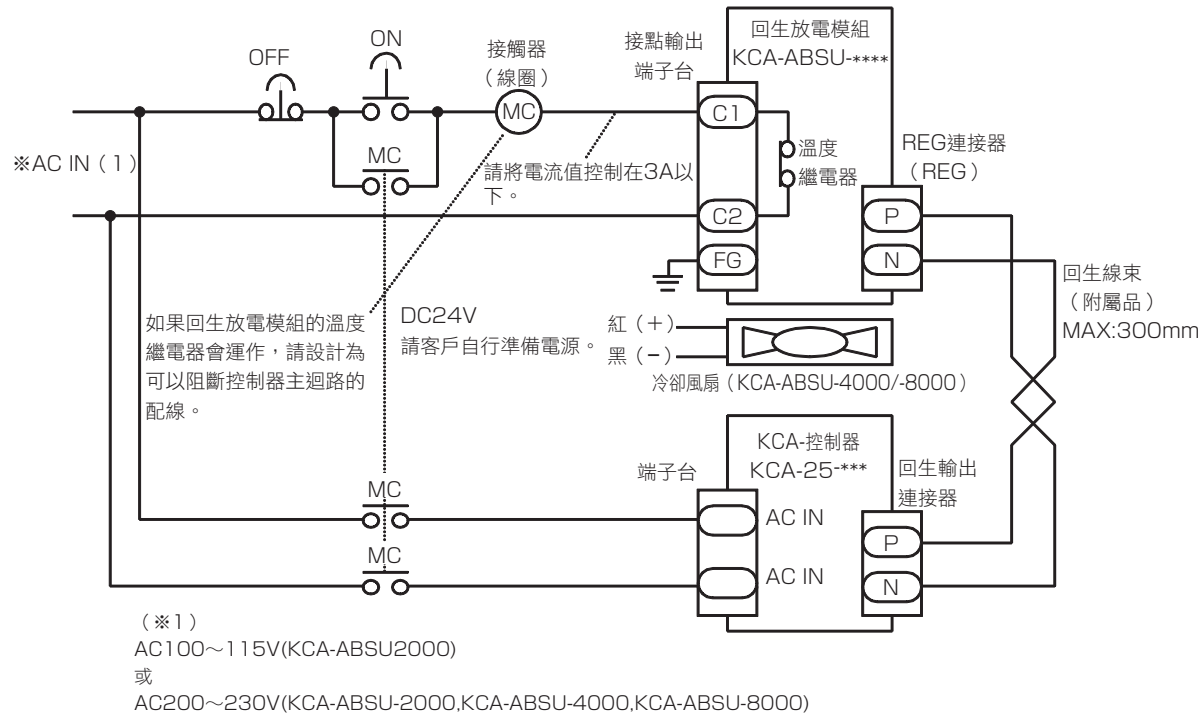 OFF
ON
接觸器
（線圈）
MC
接點輸出
端子台
回生放電模組
KCA-ABSU-****
C1
※AC IN（1）
MC
請將電流值控制在3A以
下。
溫度
繼電器
REG連接器
（REG）
C2
P
FG
N
回生線束
（附屬品）
MAX:300mm
如果回生放電模組的溫度
繼電器會運作，請設計為
可以阻斷控制器主迴路的
配線。
DC24V
請客戶自行準備電源。
紅（＋）
黑（－）
冷卻風扇（KCA-ABSU-4000/-8000）
KCA-控制器
KCA-25-***
端子台
回生輸出
連接器
MC
AC IN
P
MC
AC IN
N
（※1）
AC100～115V(KCA-ABSU2000)
或
AC200～230V(KCA-ABSU-2000,KCA-ABSU-4000,KCA-ABSU-8000)